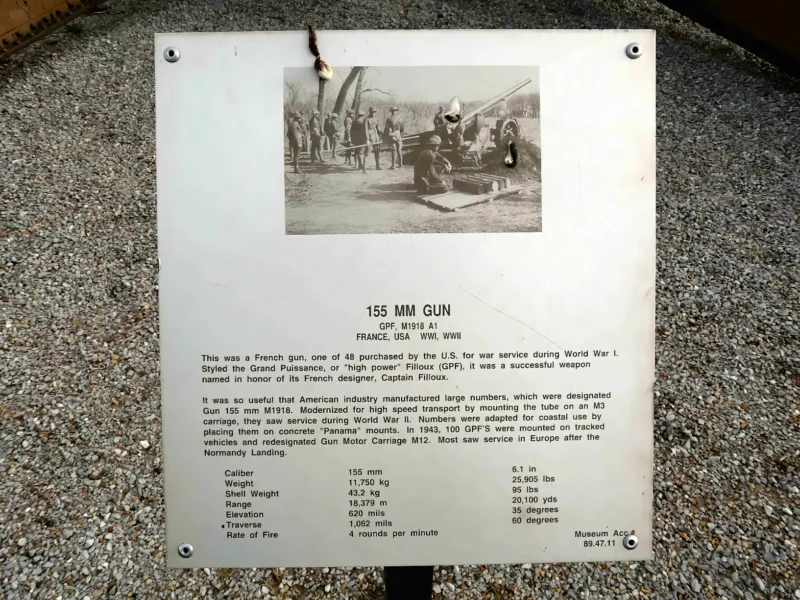 155 MM GUN
GPF, M1918 A1
FRANCE, USA WWI, WWII
This was a French gun, one of 48 purchased by the U.S. for war service during World War I.
Styled the Grand Puissance, or "high power" Filloux (GPF), it was a successful weapon
named in honor of its French designer, Captain Filloux.
It was so useful that American industry manufactured large numbers, which were designated
Gun 155 mm M1918. Modernized for high speed transport by mounting the tube on an M3
carriage, they saw service during World War II. Numbers were adapted for coastal use by
placing them on concrete "Panama" mounts. In 1943, 100 GPF'S were mounted on tracked
vehicles and redesignated Gun Motor Carriage M12. Most saw service in Europe after the
Normandy Landing.
Caliber 155 mm 6.1 in
Weight 11,750 kg 25,905 lbs
Shell Weight 43.2 kg 95 lbs
Range 18,379 m 20,100 yds
Elevation 620 mils 35 degrees
Traverse 1,062 mils 60 degrees
Rate of Fire 4 rounds per minute
Museum Acc #
89.47.11